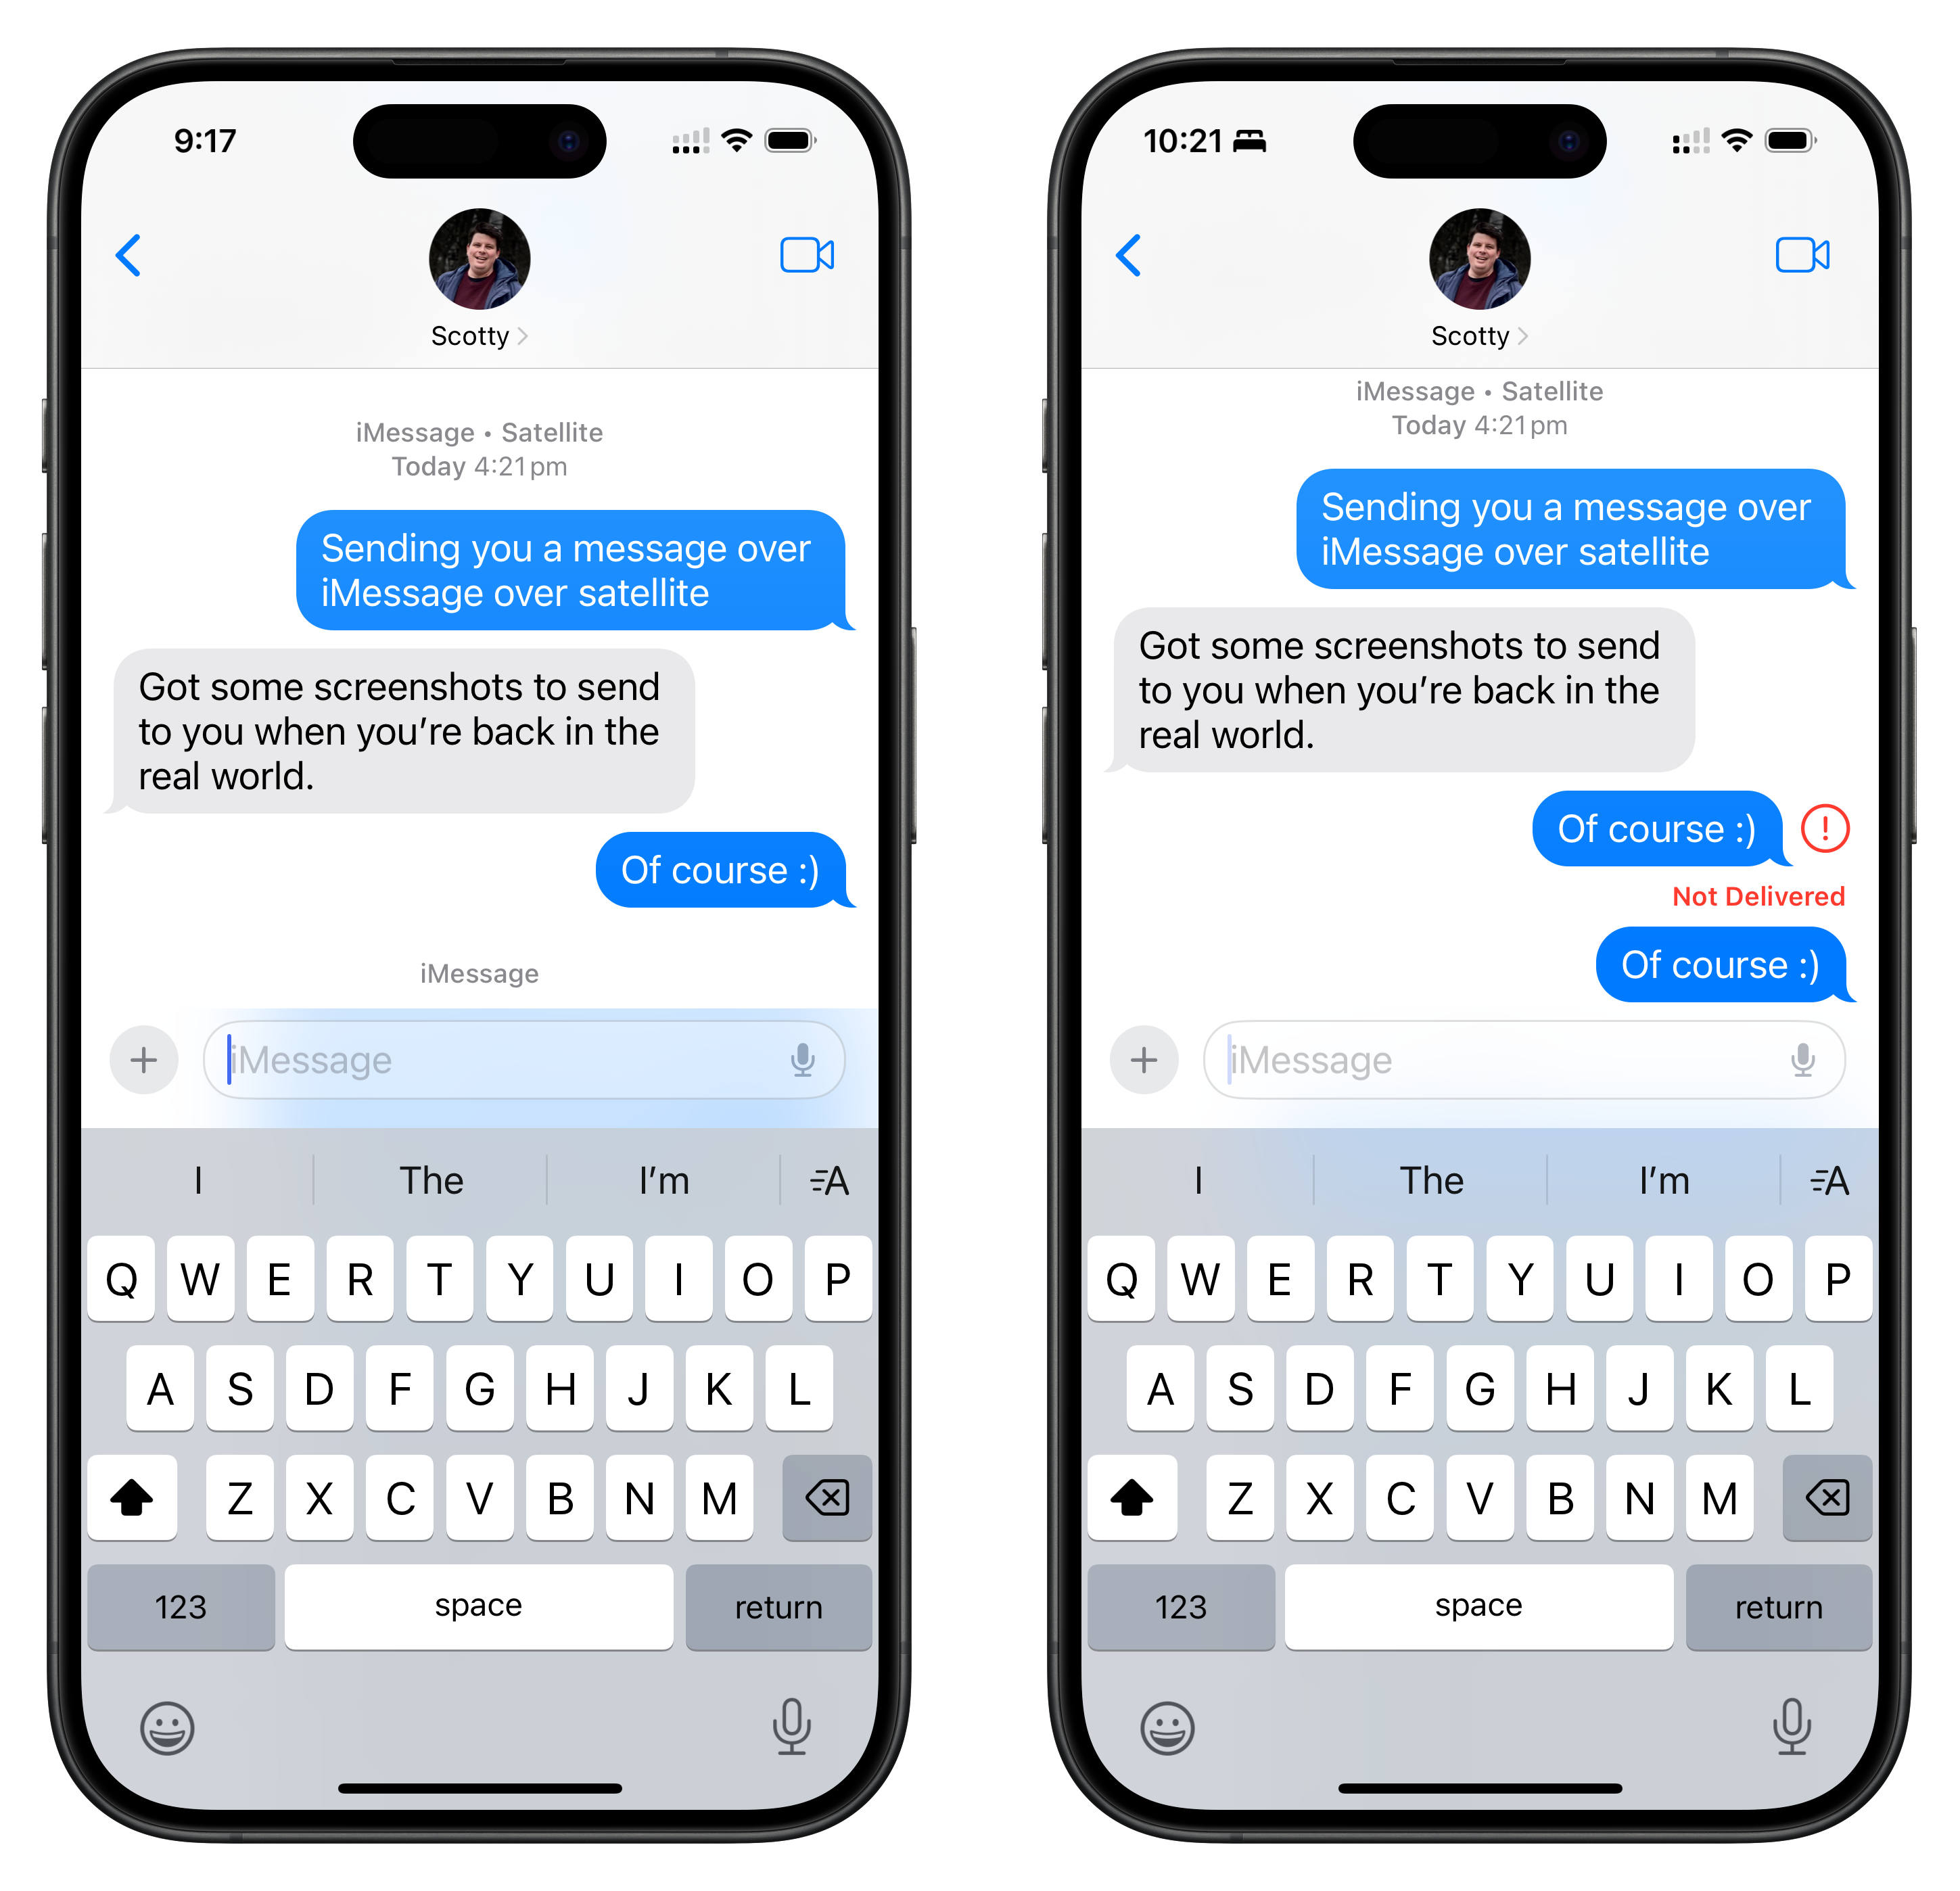 9:17
Scotty
iMessage • Satellite
Today 4:21 pm
Sending you a message over
iMessage over satellite
Got some screenshots to send
to you when you’re back in the
real world.
Of course :)
iMessage
iMessage
I The I’m A
Q W E R T Y U I O P
A S D F G H J K L
Z X C V B N M
123 space return
10:21
Scotty
iMessage • Satellite
Today 4:21 pm
Sending you a message over
iMessage over satellite
Got some screenshots to send
to you when you’re back in the
real world.
Of course :) !
Not Delivered
Of course :)
iMessage
I The I’m A
Q W E R T Y U I O P
A S D F G H J K L
Z X C V B N M
123 space return